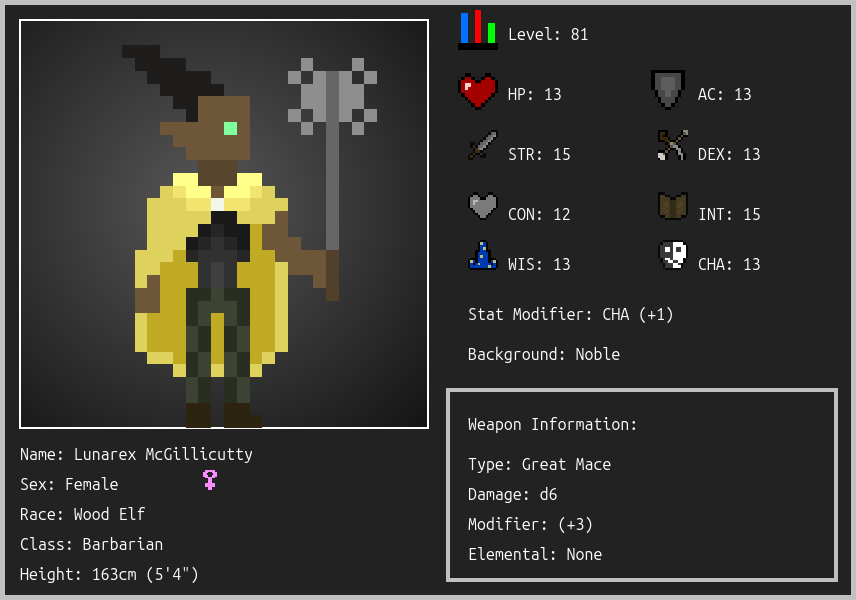 Level: 81
HP: 13
AC: 13
STR: 15
DEX: 13
CON: 12
INT: 15
WIS: 13
CHA: 13
Stat Modifier: CHA (+1)
Background: Noble
Weapon Information:
Type: Great Mace
Damage: d6
Modifier: (+3)
Elemental: None
Name: Lunarex McGillicutty
Sex: Female
Race: Wood Elf
Class: Barbarian
Height: 163cm (5'4")